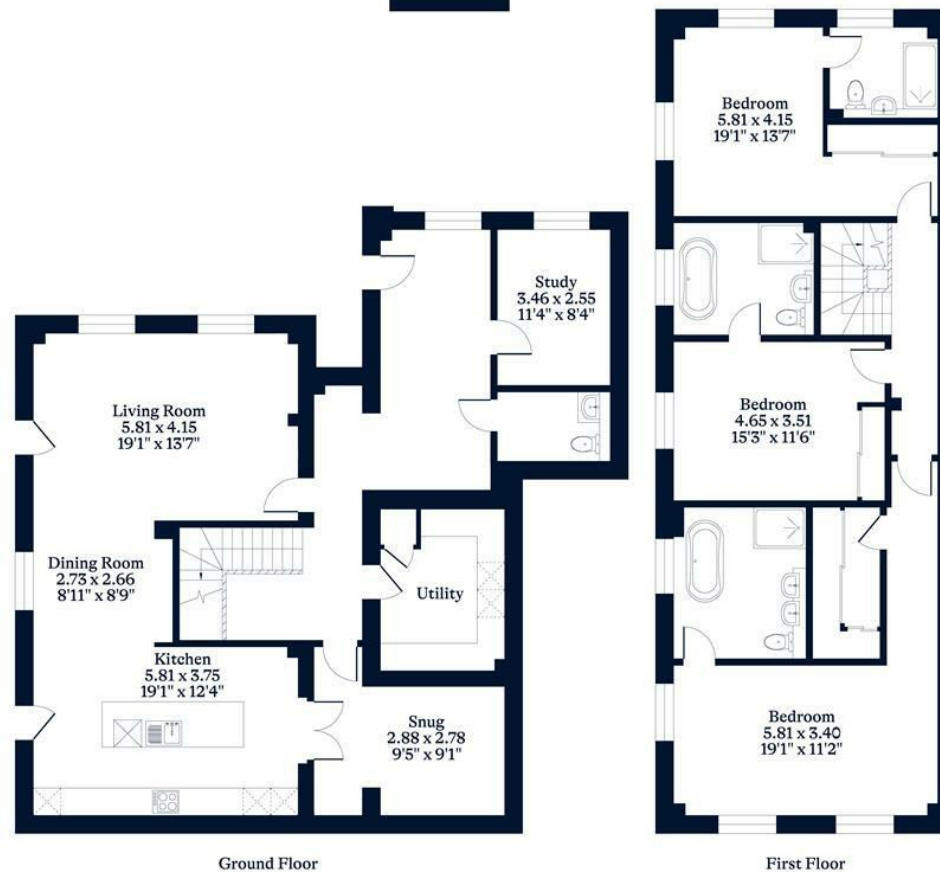 Living Room
5.81 x 4.15
19'1" x 13'7"
Dining Room
2.73 x 2.66
8'11" x 8'9"
Kitchen
5.81 x 3.75
19'1" x 12'4"
Study
3.46 x 2.55
11'4" x 8'4"
Utility
Snug
2.88 x 2.78
9'5" x 9'1"
Ground Floor
Bedroom
5.81 x 4.15
19'1" x 13'7"
Bedroom
4.65 x 3.51
15'3" x 11'6"
Bedroom
5.81 x 3.40
19'1" x 11'2"
First Floor